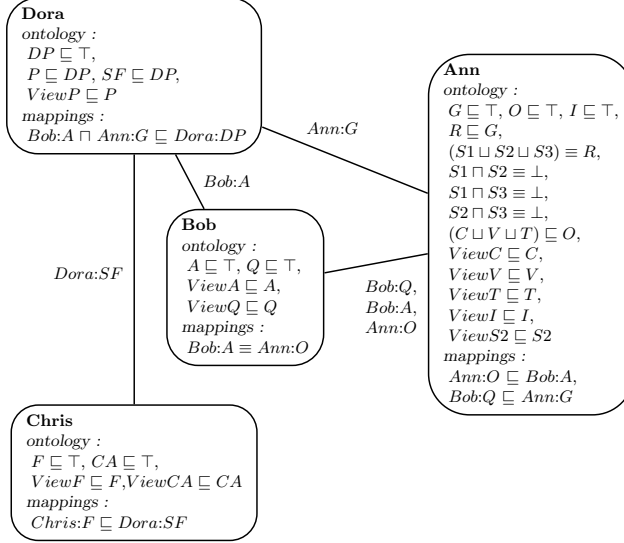 Dora
ontology :
DP ⊑ ⊤,
P ⊑ DP, SF ⊑ DP,
ViewP ⊑ P
mappings :
Bob:A ⊓ Ann:G ⊑ Dora:DP
Ann:G
Bob:A
Dora:SF
Bob
ontology :
A ⊑ ⊤, Q ⊑ ⊤,
ViewA ⊑ A,
ViewQ ⊑ Q
mappings :
Bob:A ≡ Ann:O
Bob:Q,
Bob:A,
Ann:O
Ann
ontology :
G ⊑ ⊤, O ⊑ ⊤, I ⊑ ⊤,
R ⊑ G,
(S1 ⊔ S2 ⊔ S3) ≡ R,
S1 ⊓ S2 ≡ ⊥,
S1 ⊓ S3 ≡ ⊥,
S2 ⊓ S3 ≡ ⊥,
(C ⊔ V ⊔ T) ⊑ O,
ViewC ⊑ C,
ViewV ⊑ V,
ViewT ⊑ T,
ViewI ⊑ I,
ViewS2 ⊑ S2
mappings :
Ann:O ⊑ Bob:A,
Bob:Q ⊑ Ann:G
Chris
ontology :
F ⊑ ⊤, CA ⊑ ⊤,
ViewF ⊑ F,ViewCA ⊑ CA
mappings :
Chris:F ⊑ Dora:SF